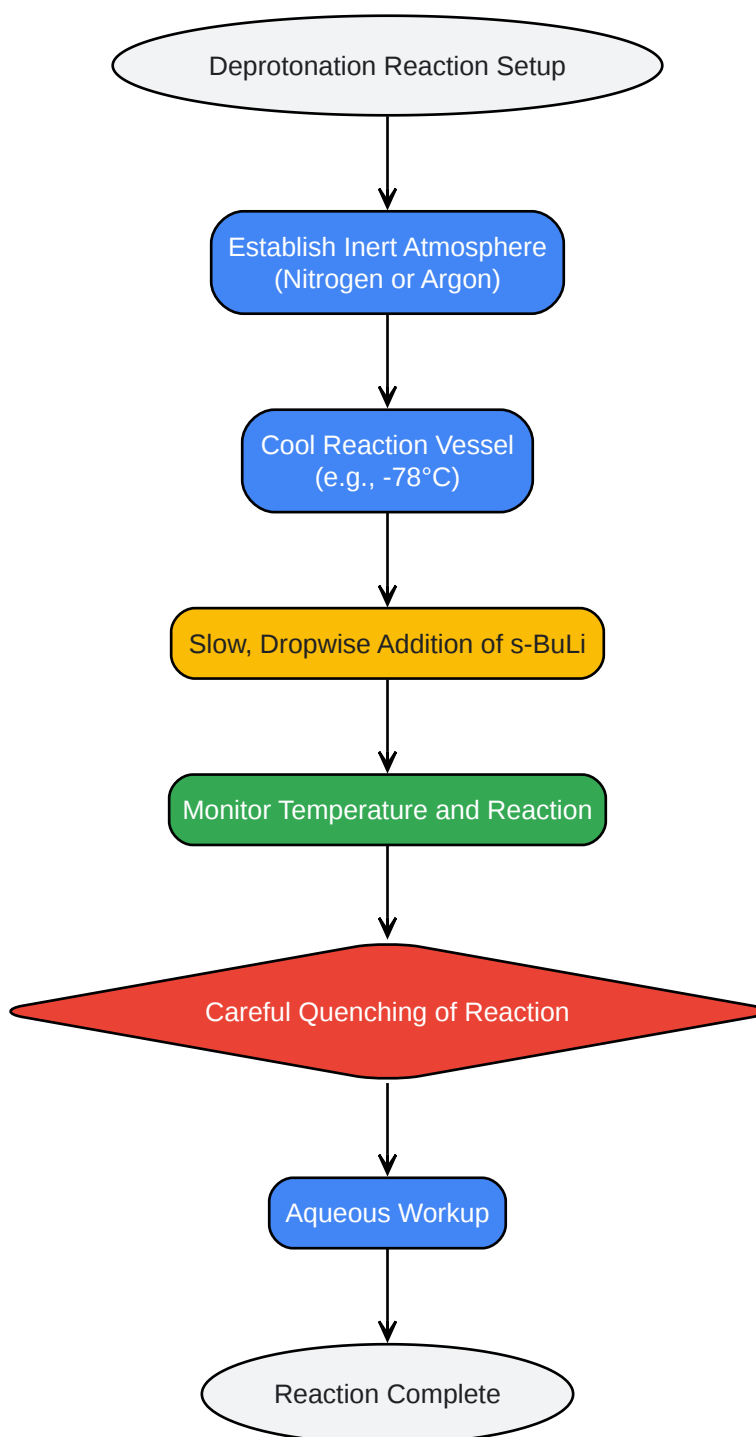 Deprotonation Reaction Setup
Establish Inert Atmosphere
(Nitrogen or Argon)
Cool Reaction Vessel
(e.g., -78°C)
Slow, Dropwise Addition of s-BuLi
Monitor Temperature and Reaction
Careful Quenching of Reaction
Aqueous Workup
Reaction Complete